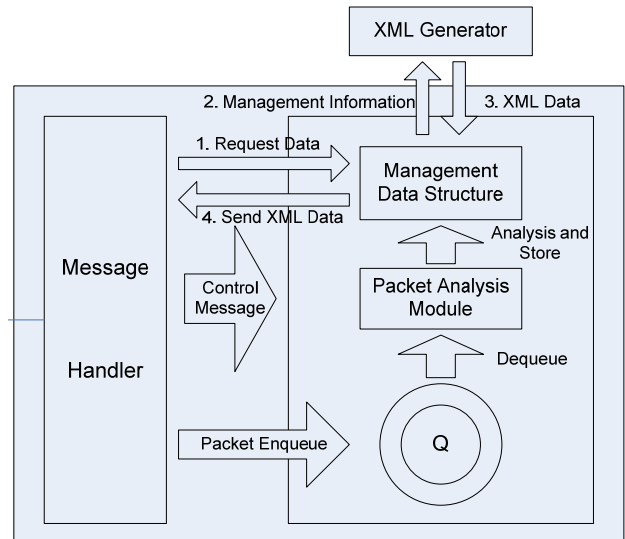 XML Generator
2. Management Information
3. XML Data
1. Request Data
Management
Data Structure
4. Send XML Data
Analysis and
Store
Message
Handler
Control
Message
Packet Analysis
Module
Dequeue
Packet Enqueue
Q